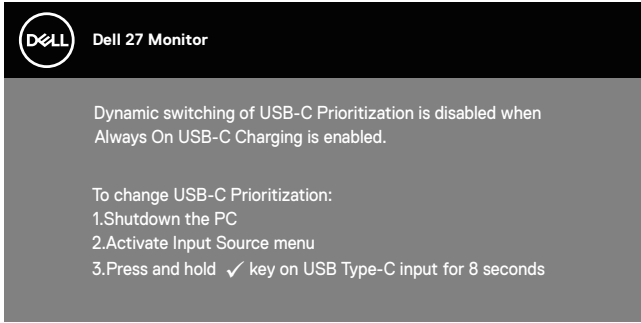 DELL
Dell 27 Monitor
Dynamic switching of USB-C Prioritization is disabled when
Always On USB-C Charging is enabled.
To change USB-C Prioritization:
1.Shutdown the PC
2.Activate Input Source menu
3.Press and hold ✓ key on USB Type-C input for 8 seconds